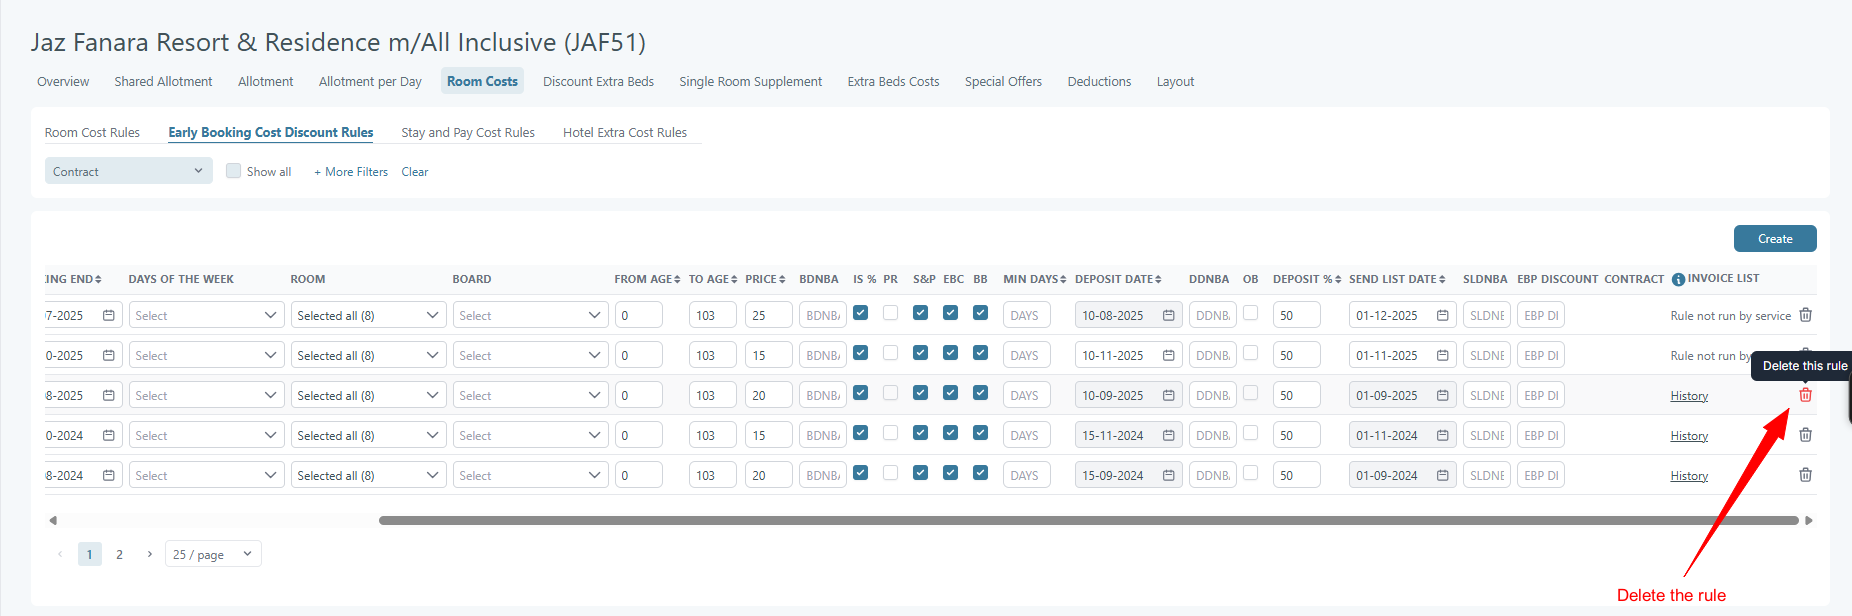 Jaz Fanara Resort & Residence m/All Inclusive (JAF51)
Overview Shared Allotment Allotment Allotment per Day Room Costs Discount Extra Beds Single Room Supplement Extra Beds Costs Special Offers Deductions Layout
Room Cost Rules Early Booking Cost Discount Rules Stay and Pay Cost Rules Hotel Extra Cost Rules
Contract Show all + More Filters Clear
Create
ING END DAYS OF THE WEEK ROOM BOARD FROM AGE TO AGE PRICE BDNBA IS % PR S&P EBC BB MIN DAYS DEPOSIT DATE DDNBA OB DEPOSIT % SEND LIST DATE SLDNBA EBP DISCOUNT CONTRACT INVOICE LIST
7-2025 Select Selected all (8) Select 0 103 25 BDNBA DAYS 10-08-2025 DDNB 50 01-12-2025 SLDNE EBP DI Rule not run by service
0-2025 Select Selected all (8) Select 0 103 15 BDNBA DAYS 10-11-2025 DDNB 50 01-11-2025 SLDNE EBP DI Rule not run by
Delete this rule
8-2025 Select Selected all (8) Select 0 103 20 BDNBA DAYS 10-09-2025 DDNB 50 01-09-2025 SLDNE EBP DI History
0-2024 Select Selected all (8) Select 0 103 15 BDNBA DAYS 15-11-2024 DDNB 50 01-11-2024 SLDNE EBP DI History
8-2024 Select Selected all (8) Select 0 103 20 BDNBA DAYS 15-09-2024 DDNB 50 01-09-2024 SLDNE EBP DI History
1 2 25 / page
Delete the rule